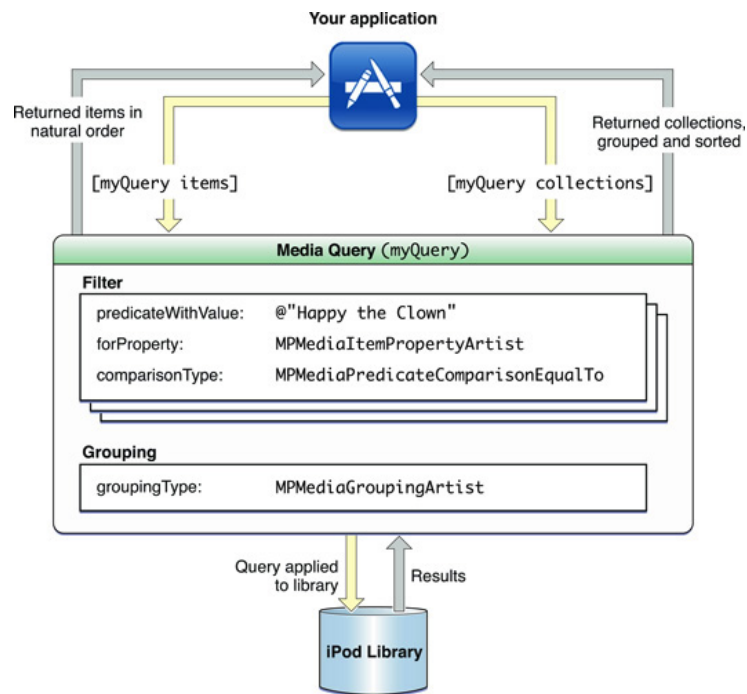 Your application
Returned items in
natural order
Returned collections,
grouped and sorted
[myQuery items]
[myQuery collections]
Media Query (myQuery)
Filter
predicateWithValue: @"Happy the Clown"
forProperty: MPMediaItemPropertyArtist
comparisonType: MPMediaPredicateComparisonEqualTo
Grouping
groupingType: MPMediaGroupingArtist
Query applied
to library
Results
iPod Library